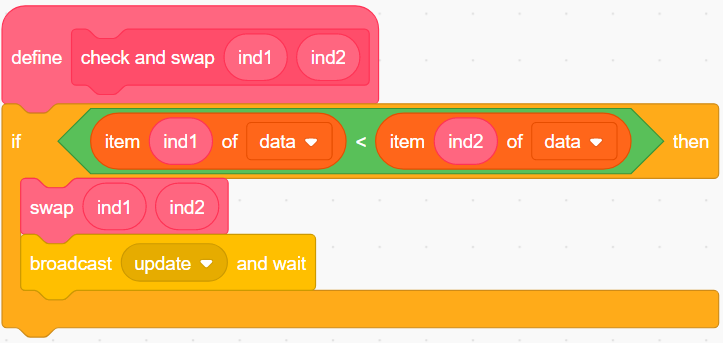 define check and swap ind1 ind2
if item ind1 of data < item ind2 of data then
swap ind1 ind2
broadcast update and wait